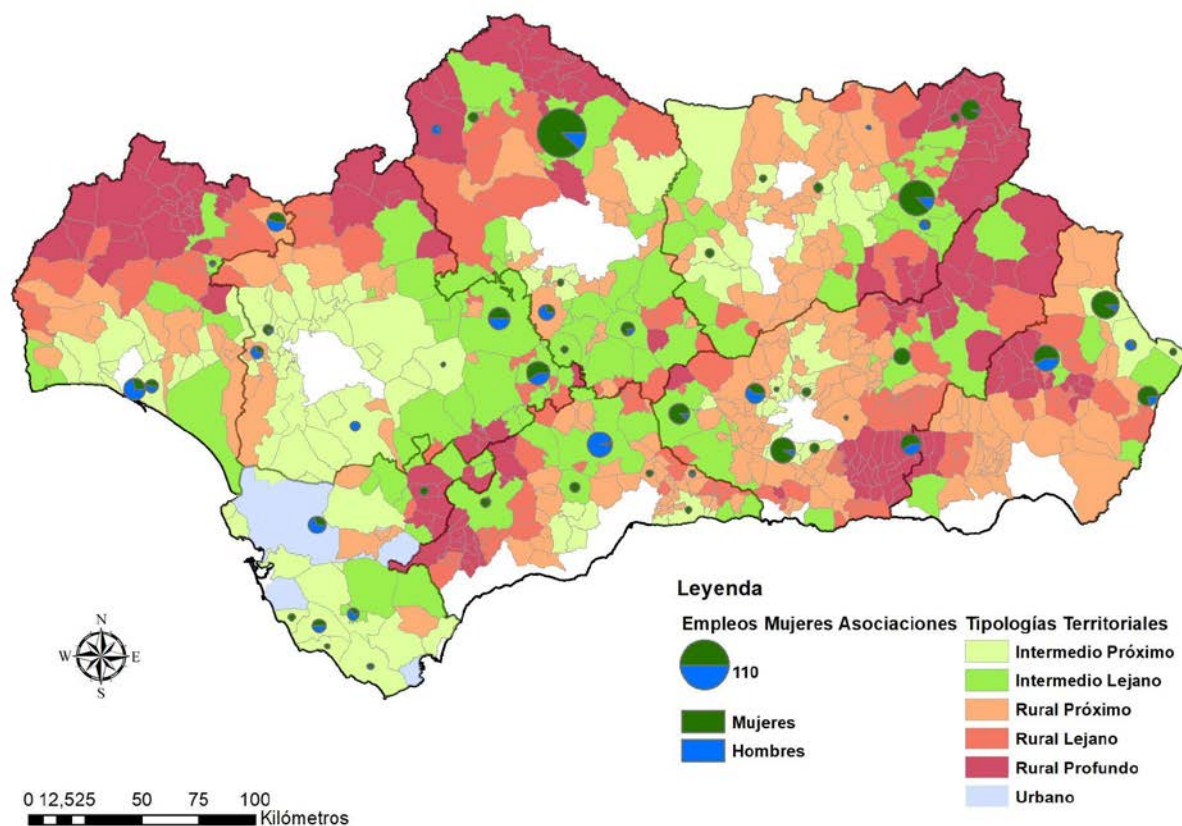 N
W E
S
0 12,525 50 75 100
Kilómetros
Leyenda
Empleos Mujeres Asociaciones
110
Mujeres
Hombres
Tipologías Territoriales
Intermedio Próximo
Intermedio Lejano
Rural Próximo
Rural Lejano
Rural Profundo
Urbano